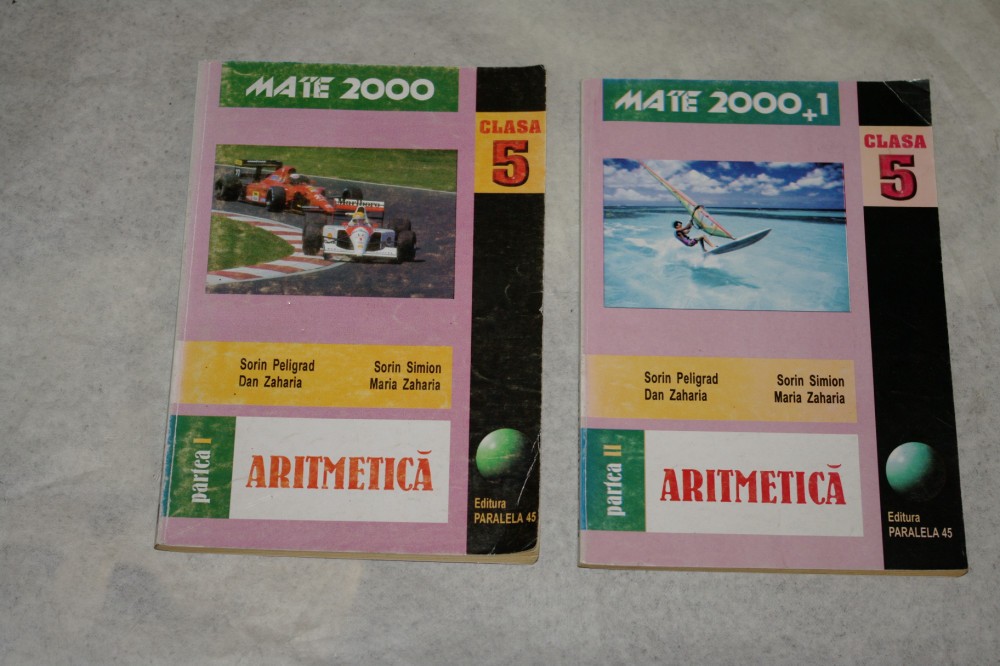 MATE 2000
CLASA
5
Marlboro
Sorin Peligrad
Sorin Simion
Dan Zaharia
Maria Zaharia
partea I
ARITMETICĂ
Editura
PARALELA 45
MATE 2000+1
CLASA
5
Sorin Peligrad
Sorin Simion
Dan Zaharia
Maria Zaharia
partea II
ARITMETICĂ
Editura
PARALELA 45